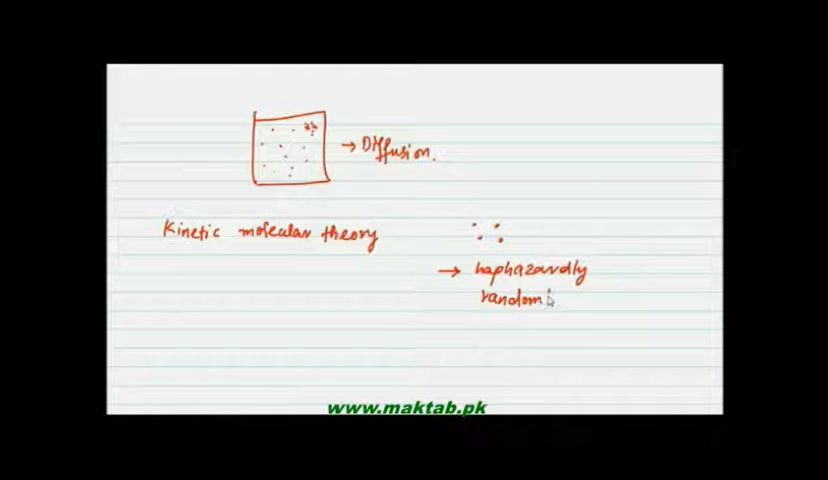 → Diffusion.
Kinetic molecular theory
→ haphazardly
random
www.maktab.pk